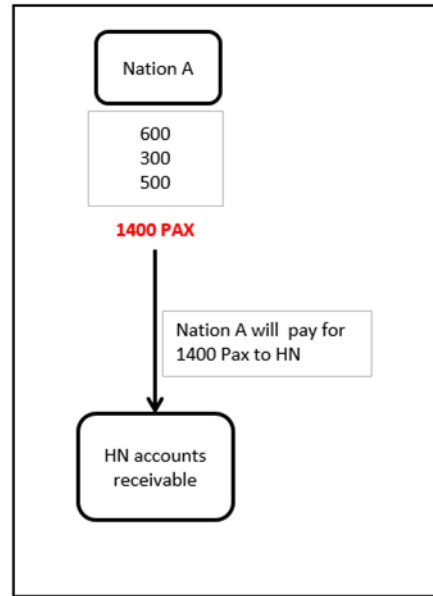 Nation A
600
300
500
1400 PAX
Nation A will pay for
1400 Pax to HN
HN accounts
receivable